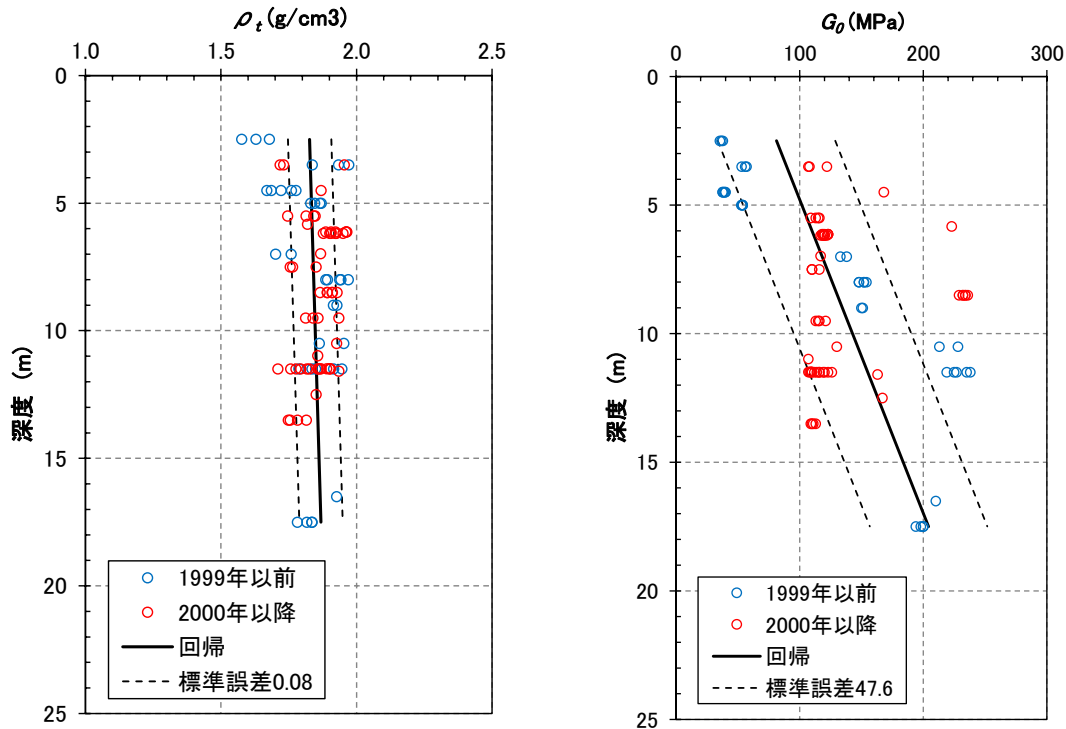 ρt(g/cm3)
1.0 1.5 2.0 2.5
0
5
10
15
20
25
深度 (m)
1999年以前
2000年以降
回帰
標準誤差0.08
G0(MPa)
0 100 200 300
0
5
10
15
20
25
深度 (m)
1999年以前
2000年以降
回帰
標準誤差47.6